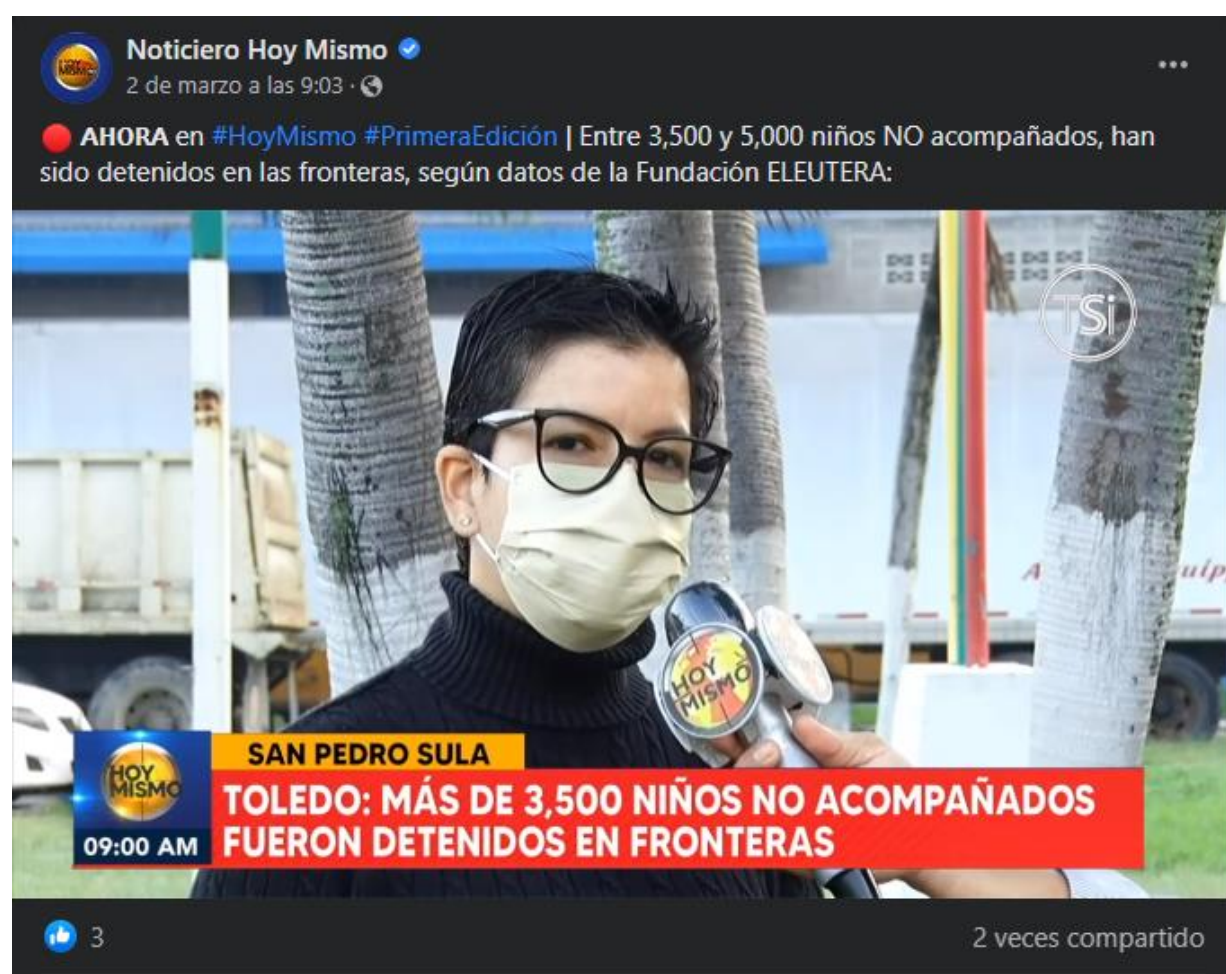 Noticiero Hoy Mismo
2 de marzo a las 9:03 ·
AHORA en #HoyMismo #PrimeraEdición | Entre 3,500 y 5,000 niños NO acompañados, han
sido detenidos en las fronteras, según datos de la Fundación ELEUTERA:
TSi
HOY
MISMO
SAN PEDRO SULA
HOY
MISMO
TOLEDO: MÁS DE 3,500 NIÑOS NO ACOMPAÑADOS
09:00 AM FUERON DETENIDOS EN FRONTERAS
3 2 veces compartido